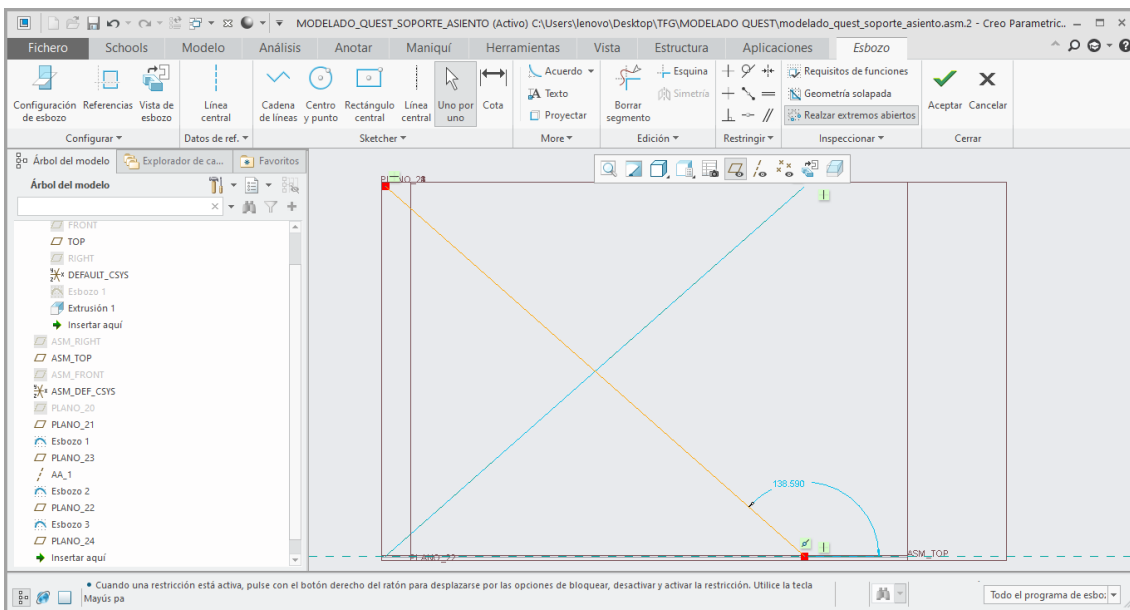 MODELADO_QUEST_SOPORTE_ASIENTO (Activo) C:\Users\lenovo\Desktop\TFG\MODELADO QUEST\modelado_quest_soporte_asiento.asm.2 - Creo Parametric..
Fichero Schools Modelo Análisis Anotar Maniquí Herramientas Vista Estructura Aplicaciones Esbozo
Configuración de esbozo
Referencias
Vista de esbozo
Línea central
Cadena de líneas
Centro y punto
Rectángulo central
Línea central
Uno por uno
Cota
Acuerdo
Texto
Proyectar
Borrar segmento
Esquina
Simetría
Requisitos de funciones
Geometría solapada
Realzar extremos abiertos
Aceptar Cancelar
Configurar Datos de ref. Sketcher More Edición Restringir Inspeccionar Cerrar
Árbol del modelo Explorador de ca... Favoritos
Árbol del modelo
FRONT
TOP
RIGHT
DEFAULT_CSYS
Esbozo 1
Extrusión 1
Insertar aquí
ASM_RIGHT
ASM_TOP
ASM_FRONT
ASM_DEF_CSYS
PLANO_20
PLANO_21
Esbozo 1
PLANO_23
AA_1
Esbozo 2
PLANO_22
Esbozo 3
PLANO_24
Insertar aquí
138.590
PLANO_22
ASM_TOP
• Cuando una restricción está activa, pulse con el botón derecho del ratón para desplazarse por las opciones de bloquear, desactivar y activar la restricción. Utilice la tecla
Mayús pa
Todo el programa de esbo: